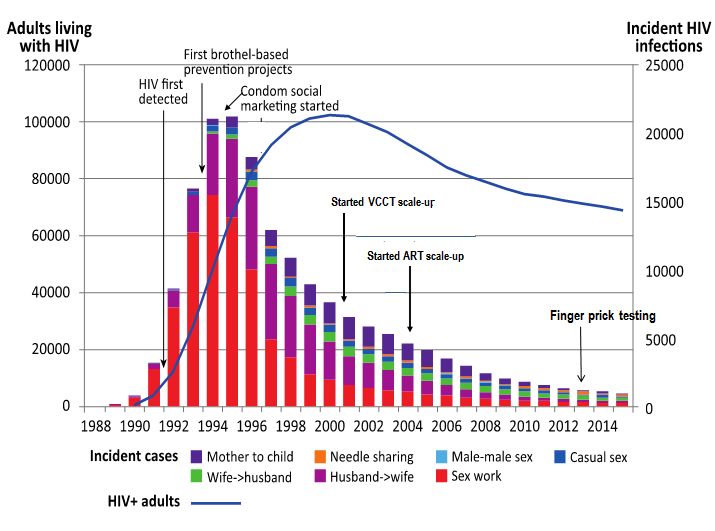 Adults living
with HIV
Incident HIV
infections
First brothel-based
prevention projects
HIV first
detected
Condom social
marketing started
Started VCCT scale-up
Started ART scale-up
Finger prick testing
120000
100000
80000
60000
40000
20000
0
25000
20000
15000
10000
5000
0
1988 1990 1992 1994 1996 1998 2000 2002 2004 2006 2008 2010 2012 2014
Incident cases Mother to child Needle sharing Male-male sex Casual sex
Wife->husband Husband->wife Sex work
HIV+ adults